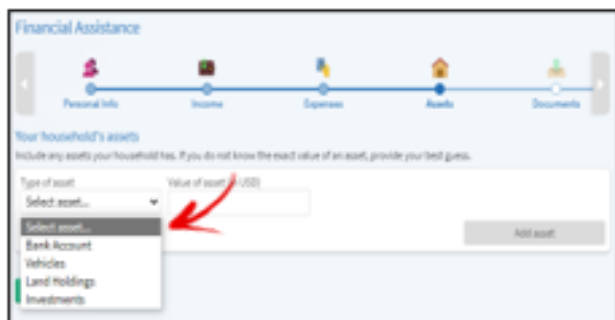 Financial Assistance
Personal Info Income Expenses Assets Documents
Your household's assets
Include any assets your household has. If you do not know the exact value of an asset, provide your best guess.
Type of asset Value of asset (in USD)
Select asset...
Add asset
Select asset...
Bank Account
Vehicles
Land Holdings
Investments